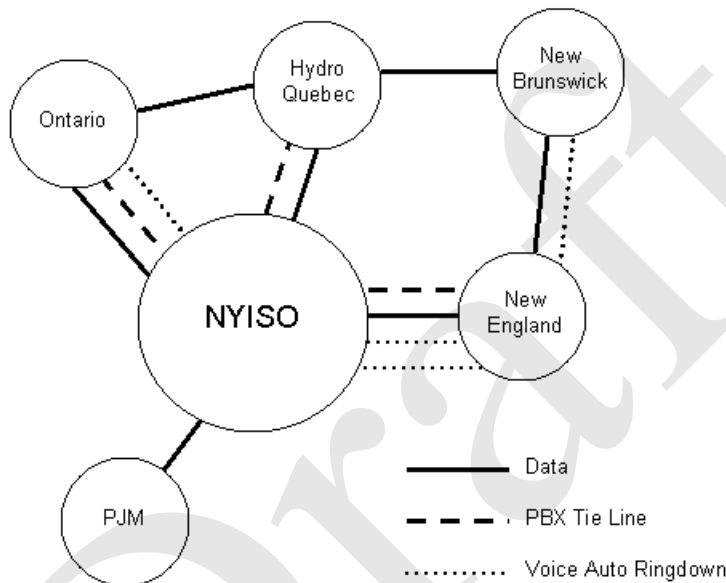 New
Brunswick
Hydro
Quebec
Ontario
NYISO
New
England
PJM
Data
PBX Tie Line
Voice Auto Ringdown
Draft